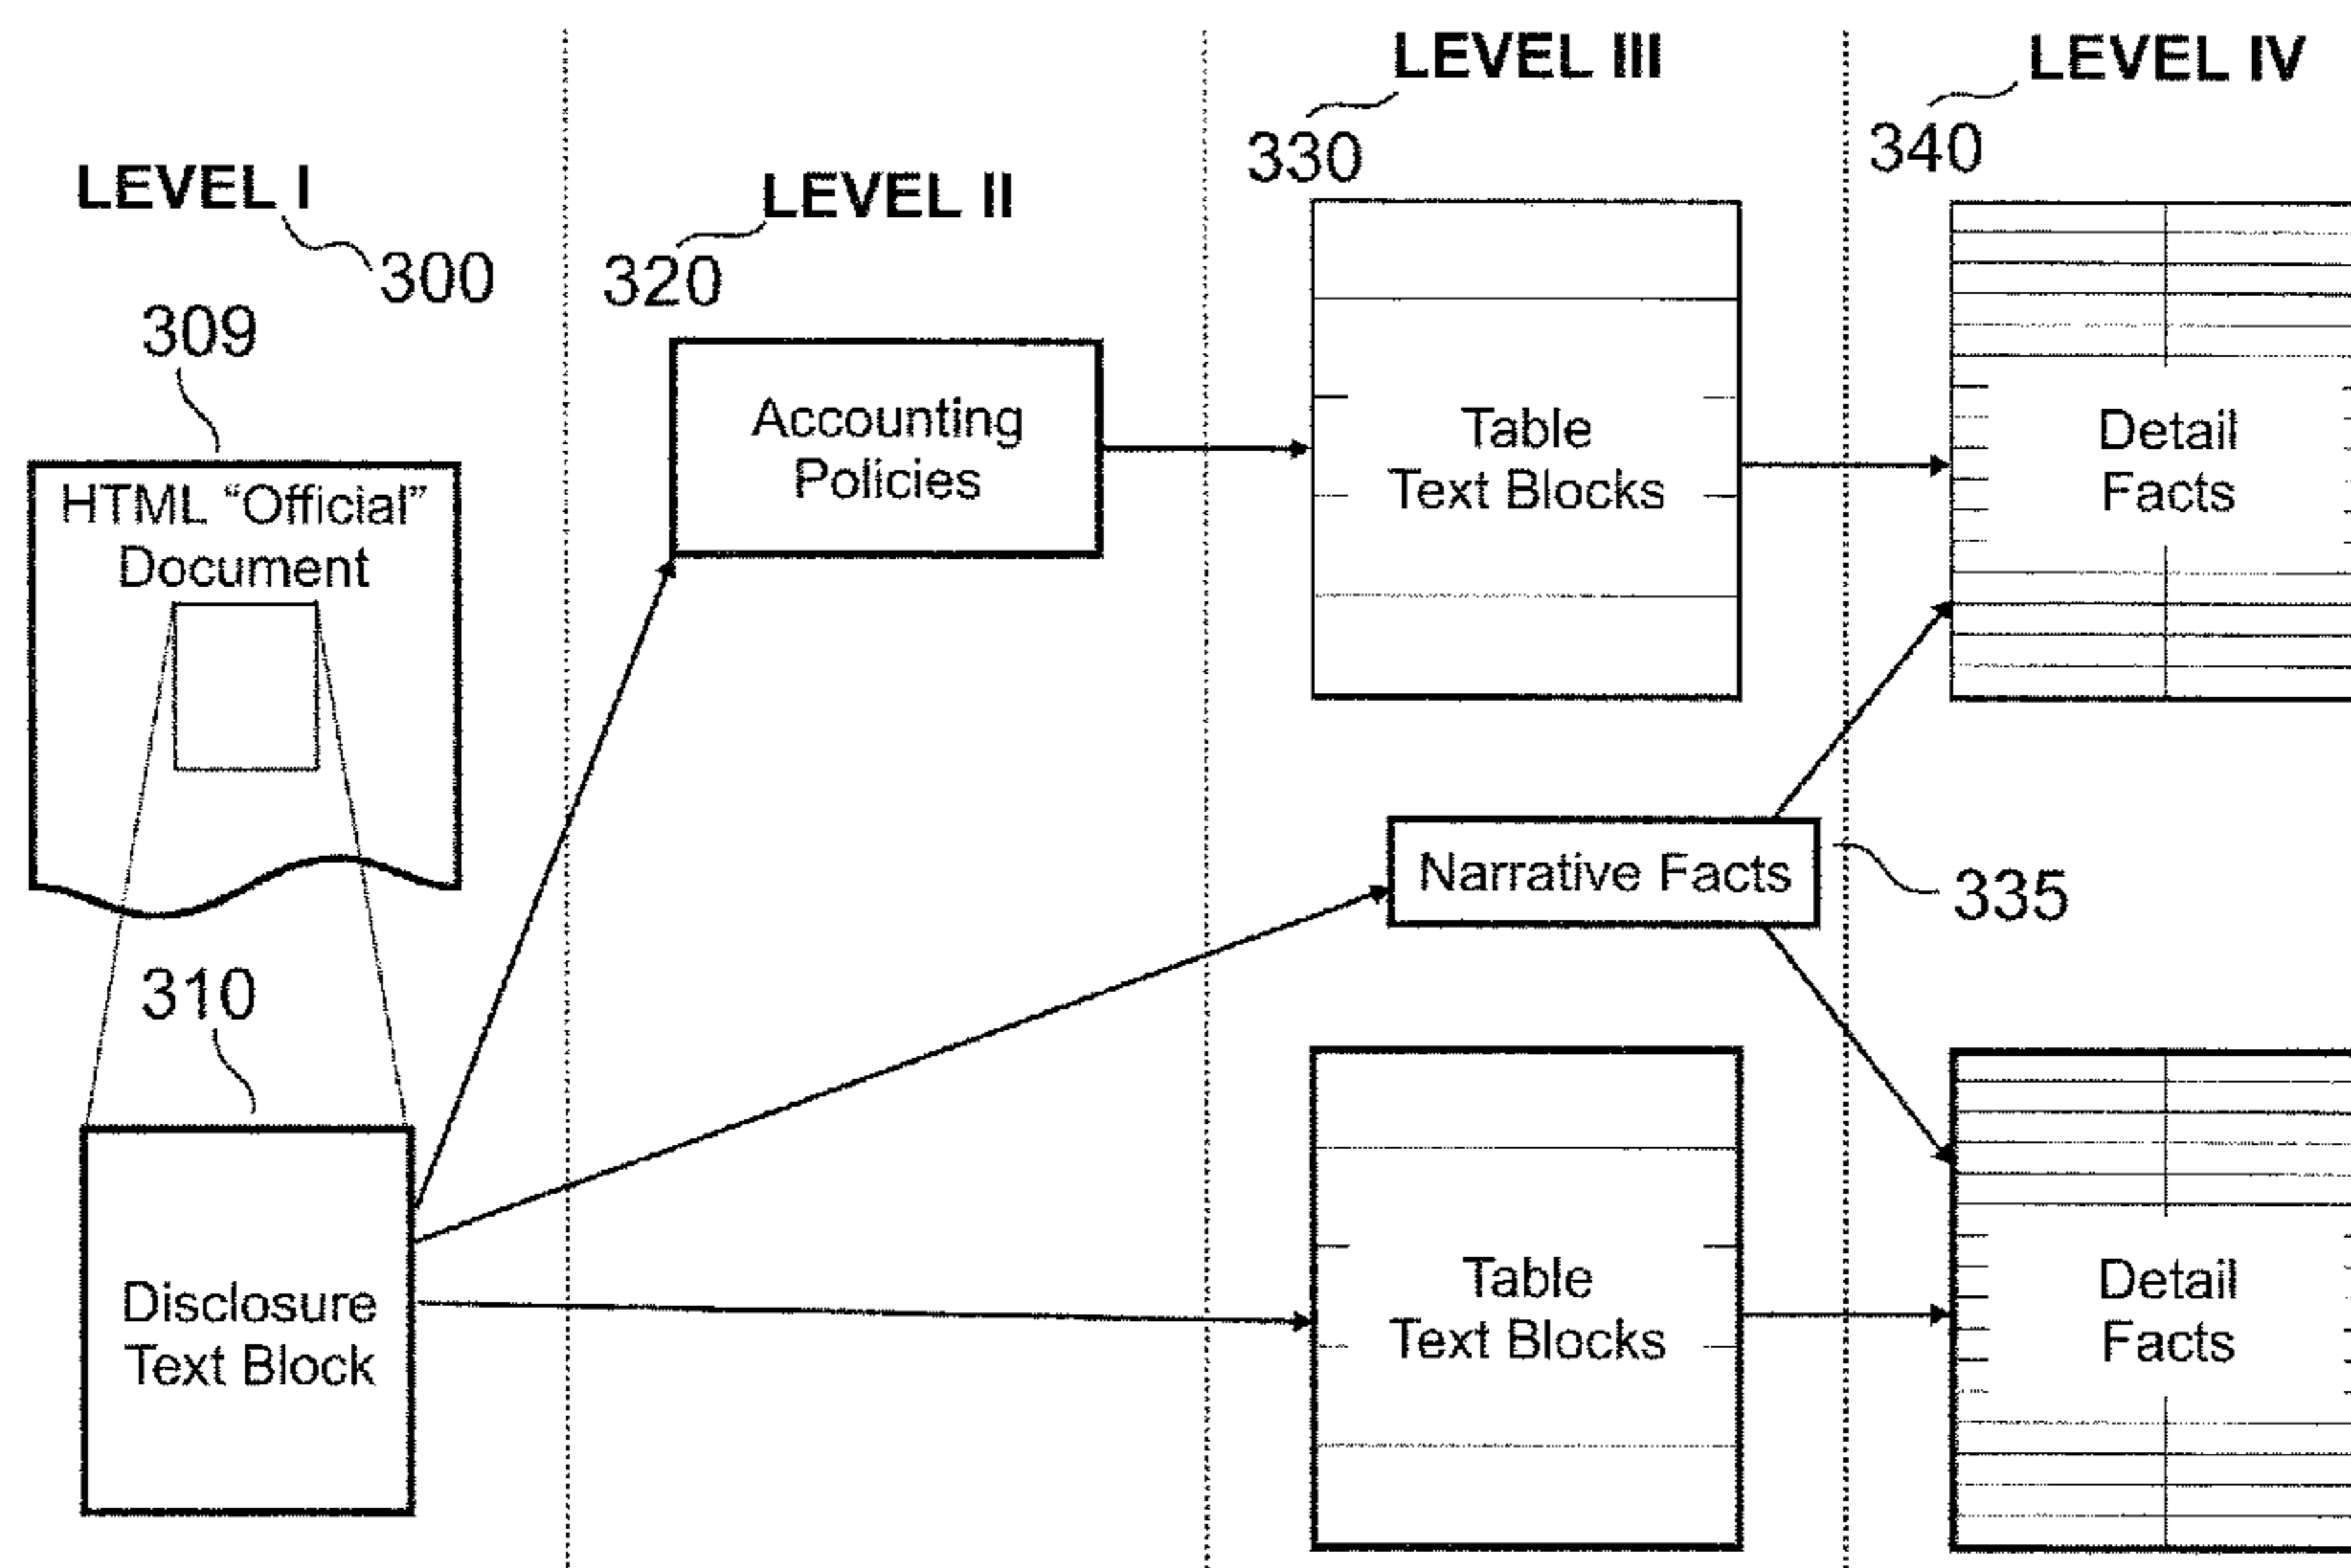 LEVEL I
300
309
HTML “Official”
Document
310
Disclosure
Text Block
LEVEL II
320
Accounting
Policies
LEVEL III
330
Table
Text Blocks
Narrative Facts
335
Table
Text Blocks
LEVEL IV
340
Detail
Facts
Detail
Facts